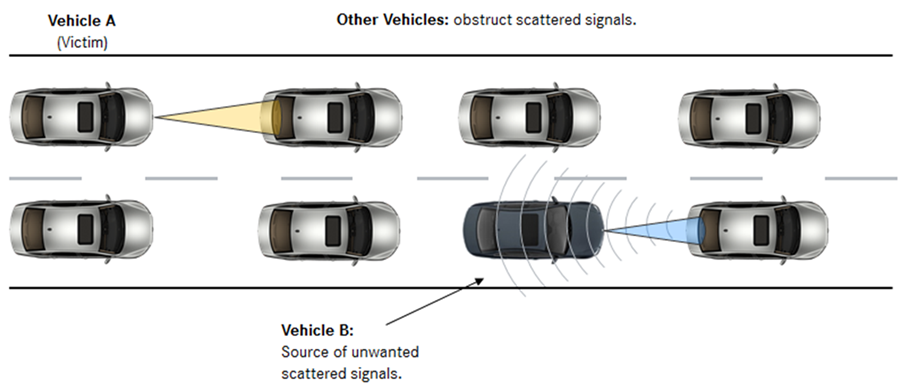 Vehicle A
(Victim)
Other Vehicles: obstruct scattered signals.
Vehicle B:
Source of unwanted
scattered signals.